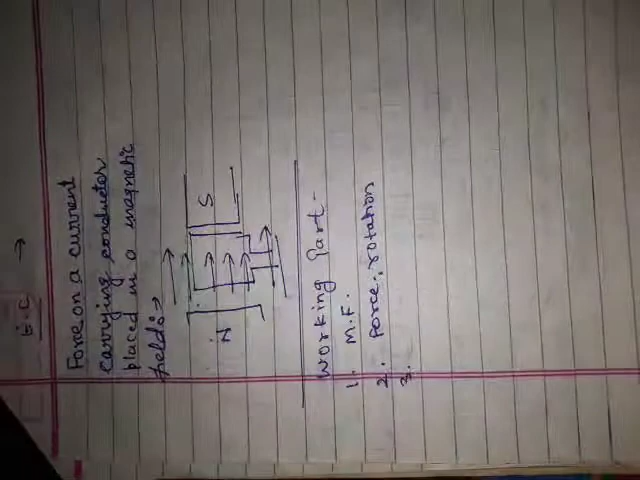 E.C →
Force on a current
carrying conductor
placed in a magnetic
field:→
N S
Working Part-
1. M.F.
2. Force, rotation
3.